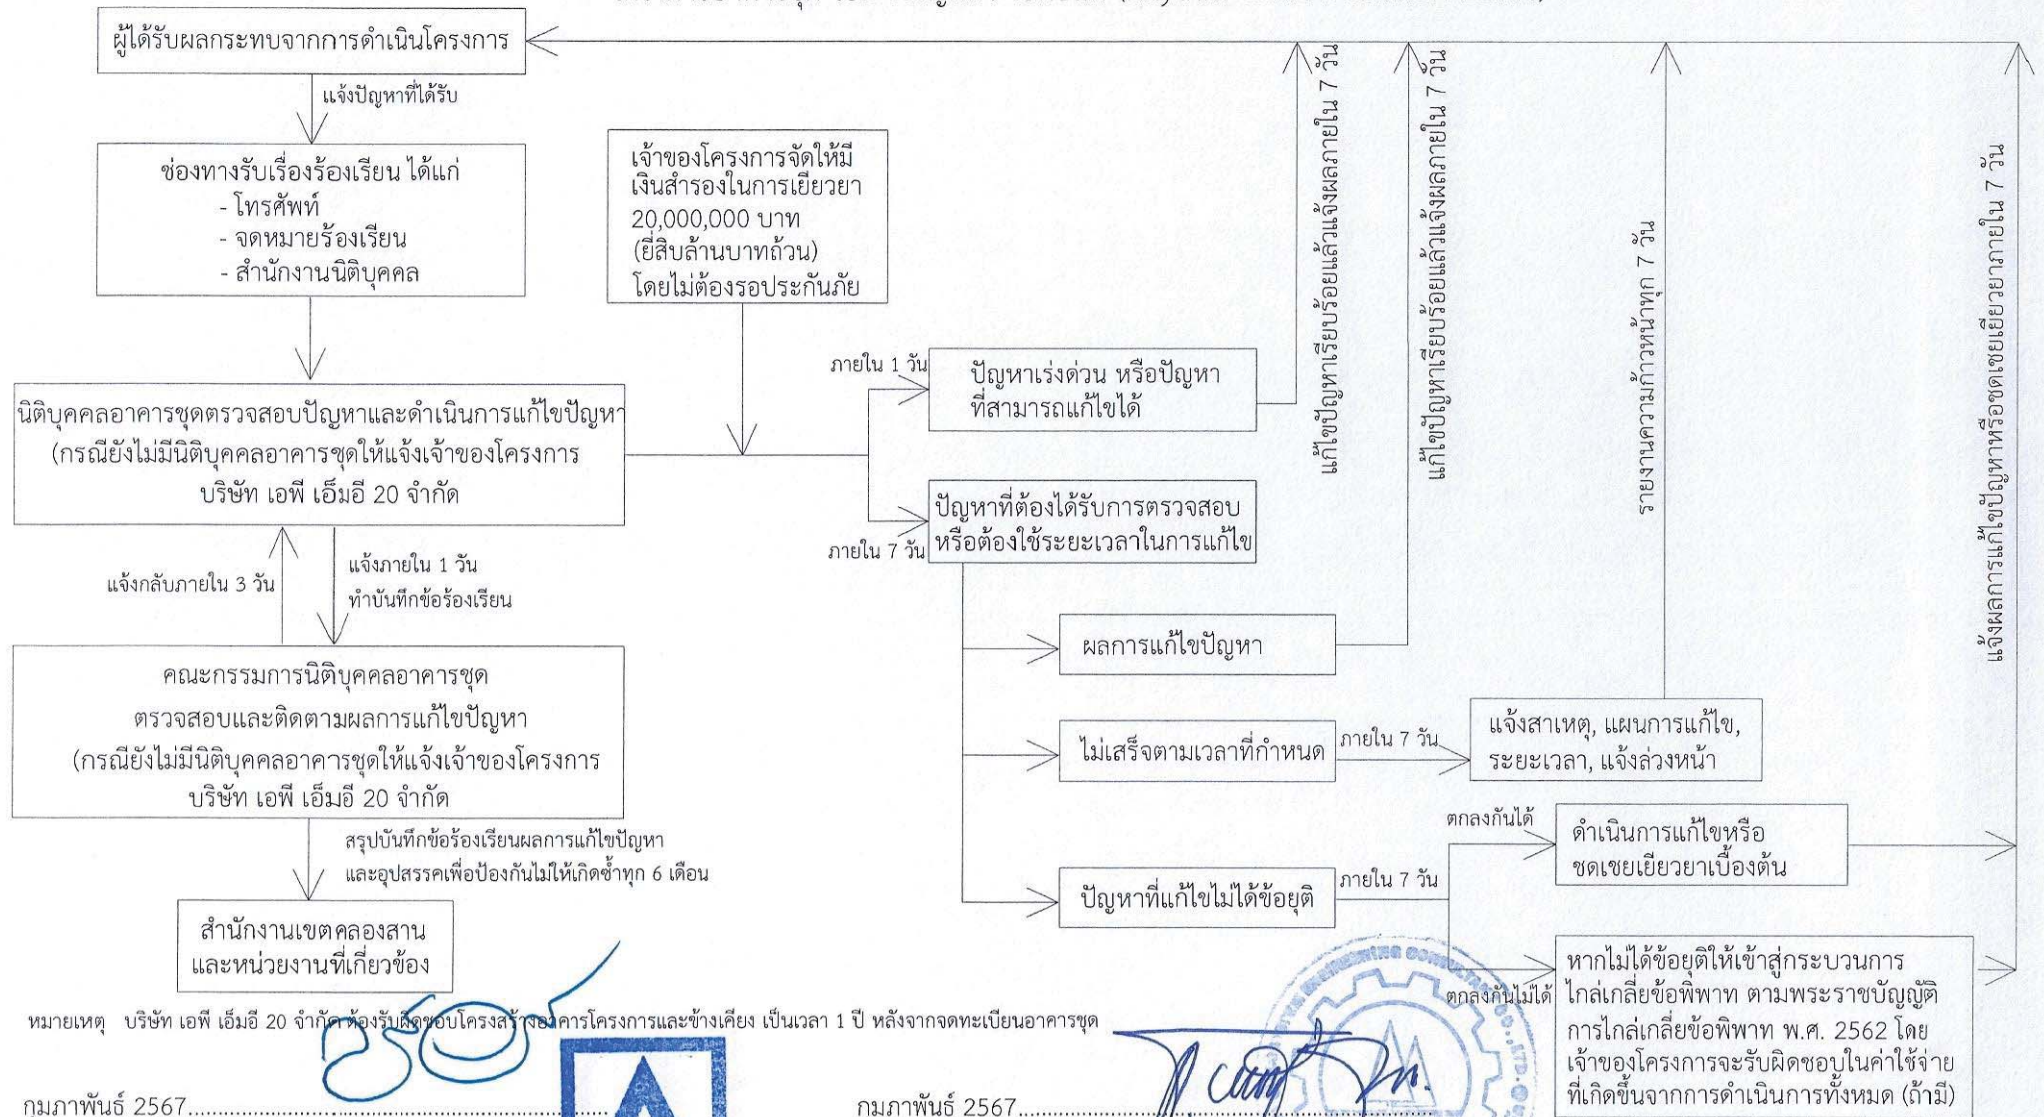 ผู้ได้รับผลกระทบจากการดำเนินโครงการ
แจ้งปัญหาที่ได้รับ
ช่องทางรับเรื่องร้องเรียน ได้แก่
- โทรศัพท์
- จดหมายร้องเรียน
- สำนักงานนิติบุคคล
เจ้าของโครงการจัดให้มี
เงินสำรองในการเยียวยา
20,000,000 บาท
(ยี่สิบล้านบาทถ้วน)
โดยไม่ต้องรอประกันภัย
นิติบุคคลอาคารชุดตรวจสอบปัญหาและดำเนินการแก้ไขปัญหา
(กรณียังไม่มีนิติบุคคลอาคารชุดให้แจ้งเจ้าของโครงการ
บริษัท เอพี เอ็มอี 20 จำกัด
ภายใน 1 วัน
ปัญหาเร่งด่วน หรือปัญหา
ที่สามารถแก้ไขได้
ภายใน 7 วัน
ปัญหาที่ต้องได้รับการตรวจสอบ
หรือต้องใช้ระยะเวลาในการแก้ไข
แก้ไขปัญหาเรียบร้อยแล้วแจ้งผลภายใน 7 วัน
แก้ไขปัญหาเรียบร้อยแล้วแจ้งผลภายใน 7 วัน
รายงานความก้าวหน้าทุก 7 วัน
แจ้งผลการแก้ไขปัญหาหรือชดเชยเยียวยาภายใน 7 วัน
แจ้งกลับภายใน 3 วัน
แจ้งภายใน 1 วัน
ทำบันทึกข้อร้องเรียน
คณะกรรมการนิติบุคคลอาคารชุด
ตรวจสอบและติดตามผลการแก้ไขปัญหา
(กรณียังไม่มีนิติบุคคลอาคารชุดให้แจ้งเจ้าของโครงการ
บริษัท เอพี เอ็มอี 20 จำกัด
สรุปบันทึกข้อร้องเรียนผลการแก้ไขปัญหา
และอุปสรรคเพื่อป้องกันไม่ให้เกิดซ้ำทุก 6 เดือน
สำนักงานเขตคลองสาน
และหน่วยงานที่เกี่ยวข้อง
ผลการแก้ไขปัญหา
ไม่เสร็จตามเวลาที่กำหนด
ภายใน 7 วัน
แจ้งสาเหตุ, แผนการแก้ไข,
ระยะเวลา, แจ้งล่วงหน้า
ปัญหาที่แก้ไขไม่ได้ข้อยุติ
ภายใน 7 วัน
ตกลงกันได้
ดำเนินการแก้ไขหรือ
ชดเชยเยียวยาเบื้องต้น
ตกลงกันไม่ได้
หากไม่ได้ข้อยุติให้เข้าสู่กระบวนการ
ไกล่เกลี่ยข้อพิพาท ตามพระราชบัญญัติ
การไกล่เกลี่ยข้อพิพาท พ.ศ. 2562 โดย
เจ้าของโครงการจะรับผิดชอบในค่าใช้จ่าย
ที่เกิดขึ้นจากการดำเนินการทั้งหมด (ถ้ามี)
หมายเหตุ บริษัท เอพี เอ็มอี 20 จำกัด ต้องรับผิดชอบโครงสร้างอาคารโครงการและข้างเคียง เป็นเวลา 1 ปี หลังจากจดทะเบียนอาคารชุด
กุมภาพันธ์ 2567
กุมภาพันธ์ 2567